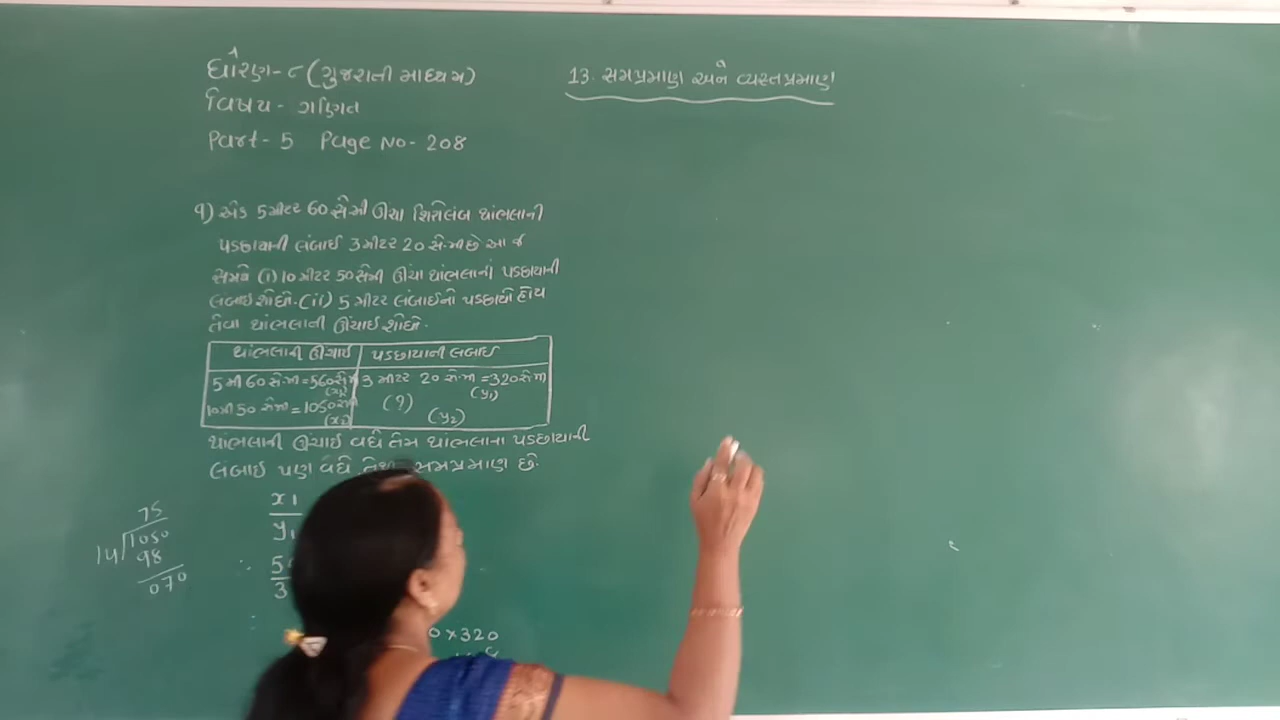 ધોરણ-૮ (ગુજરાતી માધ્યમ)
વિષય- ગણિત
Part- 5 Page No- 208
13. સમપ્રમાણ અને વ્યસ્તપ્રમાણ
૧) એક 5 મીટર 60 સેમી ઊંચા શિરોલંબ થાંભલાની
પડછાયાની લંબાઈ 3 મીટર 20 સે.મી છે આ જ
સમયે (i) 10 મીટર 50 સેમી ઊંચા થાંભલાના પડછાયાની
લંબાઈ શોધો. (ii) 5 મીટર લંબાઈનો પડછાયો હોય
તેવા થાંભલાની ઊંચાઈ શોધો.
થાંભલાની ઊંચાઈ પડછાયાની લંબાઈ
5 મી 60 સે.મી = 560 સેમી (x1) 3 મીટર 20 સે.મી = 320 સેમી (y1)
10 મી 50 સેમી = 1050 સેમી (x2) (?) (y2)
થાંભલાની ઊંચાઈ વધે તેમ થાંભલાના પડછાયાની
લંબાઈ પણ વધે સમપ્રમાણ છે.
x1
y1
75
14 1050
98
070
0 x 320